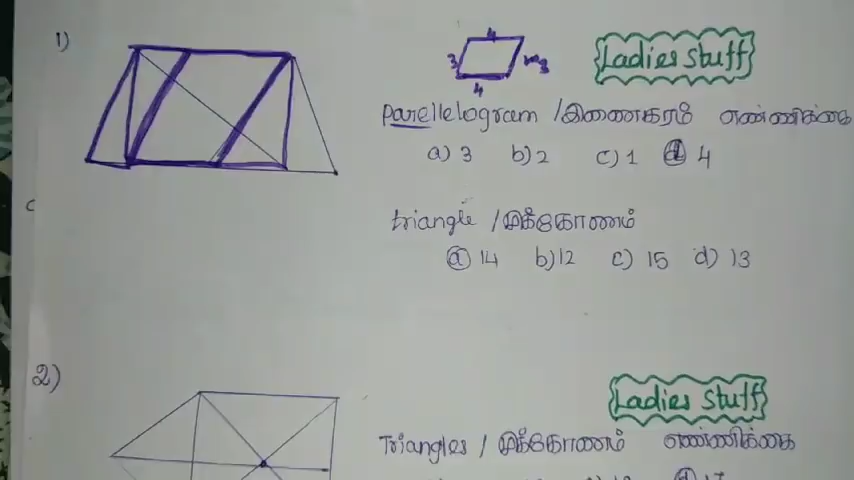 1)
4
3
3
4
Ladies stuff
parellelogram / இணைகரம் எண்ணிக்கை
a) 3 b) 2 c) 1 d) 4
c
triangle / முக்கோணம்
a) 14 b) 12 c) 15 d) 13
2)
Ladies stuff
Triangles / முக்கோணம் எண்ணிக்கை